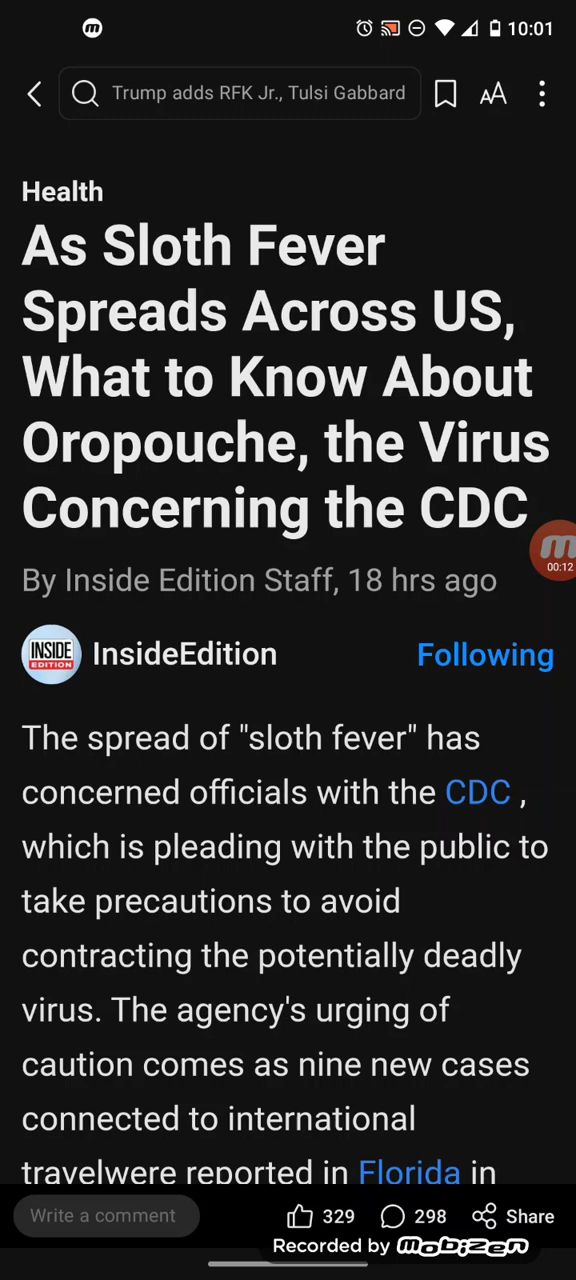 m
10:01
Trump adds RFK Jr., Tulsi Gabbard
AA
Health
As Sloth Fever
Spreads Across US,
What to Know About
Oropouche, the Virus
Concerning the CDC
m
00:12
By Inside Edition Staff, 18 hrs ago
INSIDE
EDITION
InsideEdition
Following
The spread of "sloth fever" has
concerned officials with the CDC ,
which is pleading with the public to
take precautions to avoid
contracting the potentially deadly
virus. The agency's urging of
caution comes as nine new cases
connected to international
travelwere reported in Florida in
Write a comment
329
298
Share
Recorded by mobizen